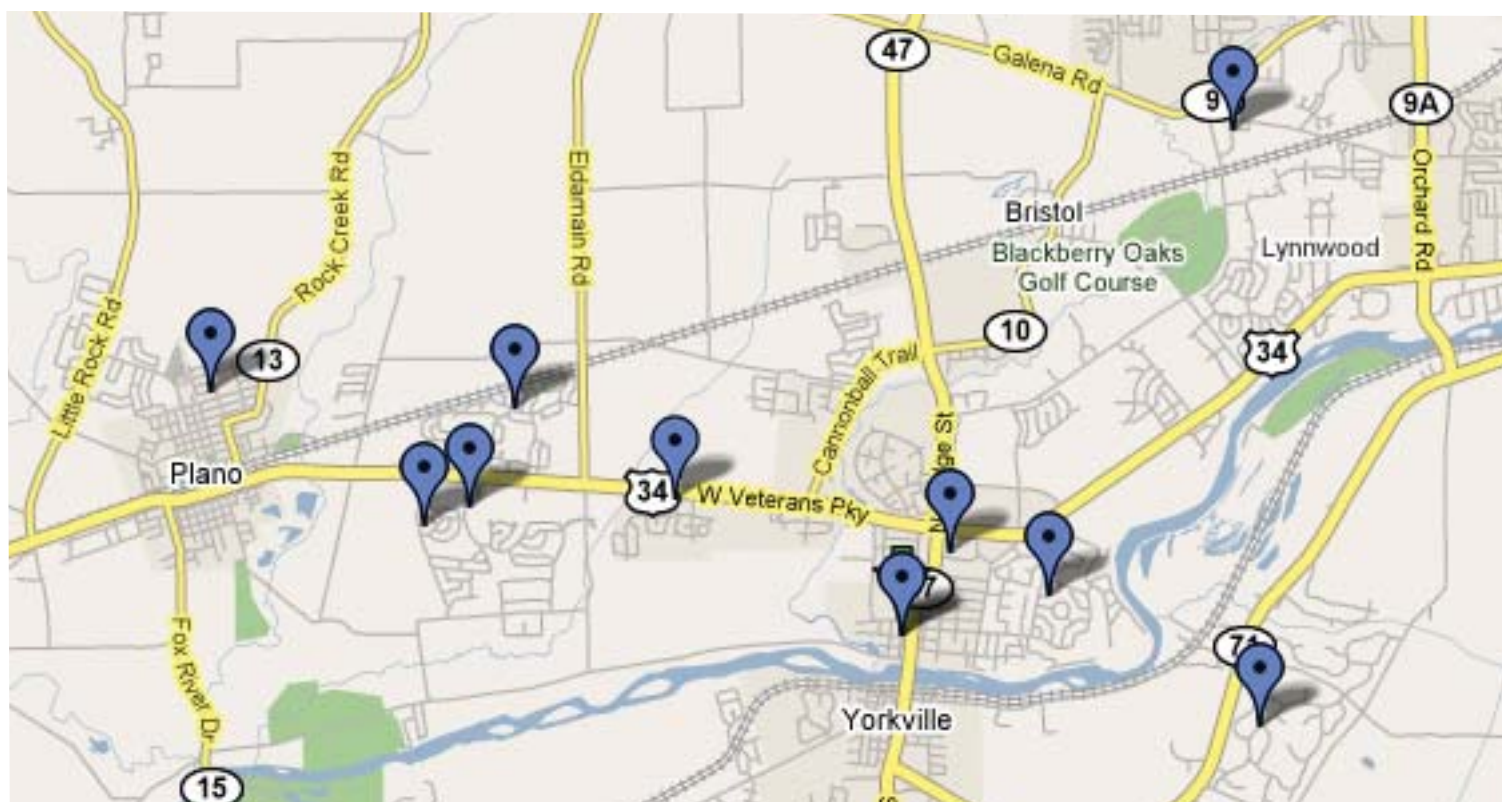 47
Galena Rd
9A
Little Rock Rd
Rock Creek Rd
Eldamain Rd
Orchard Rd
Bristol
Blackberry Oaks
Golf Course
Lynnwood
10
13
34
Cannonball Trail
Plano
34
W Veterans Pky
Fox River Dr
71
Yorkville
15